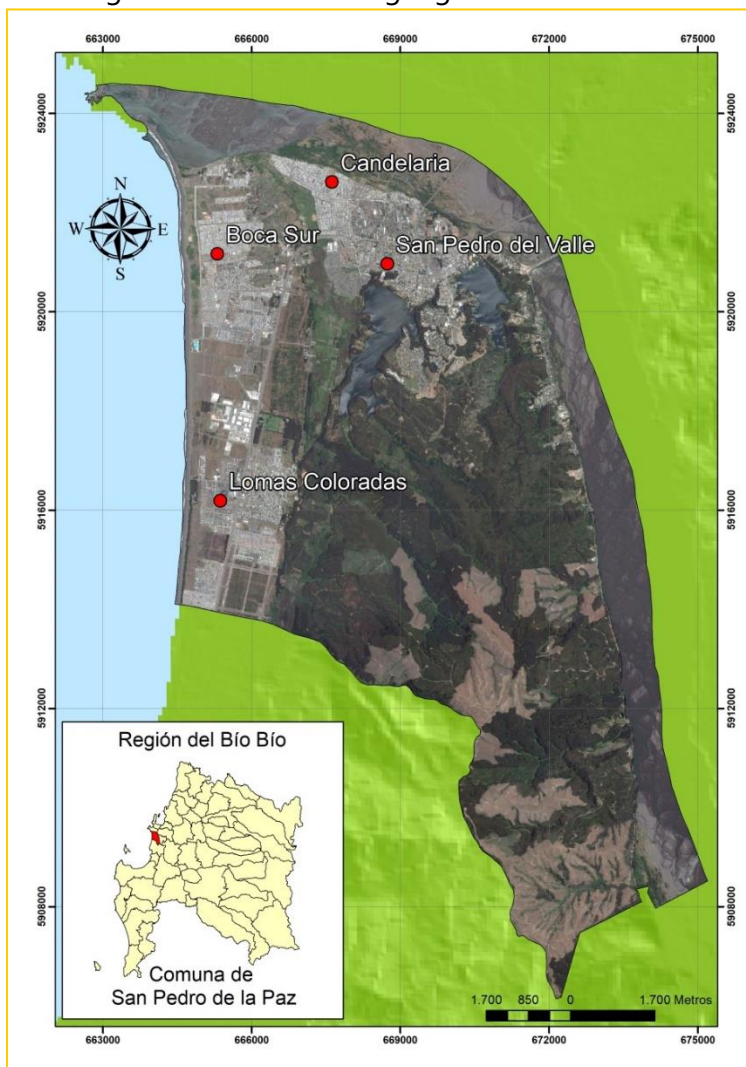 663000 666000 669000 672000 675000
5924000 5924000
Candelaria
N
W E
S
Boca Sur
San Pedro del Valle
5920000 5920000
Lomas Coloradas
5916000 5916000
5912000 5912000
Región del Bío Bío
Comuna de
San Pedro de la Paz
5908000 5908000
1.700 850 0 1.700 Metros
663000 666000 669000 672000 675000